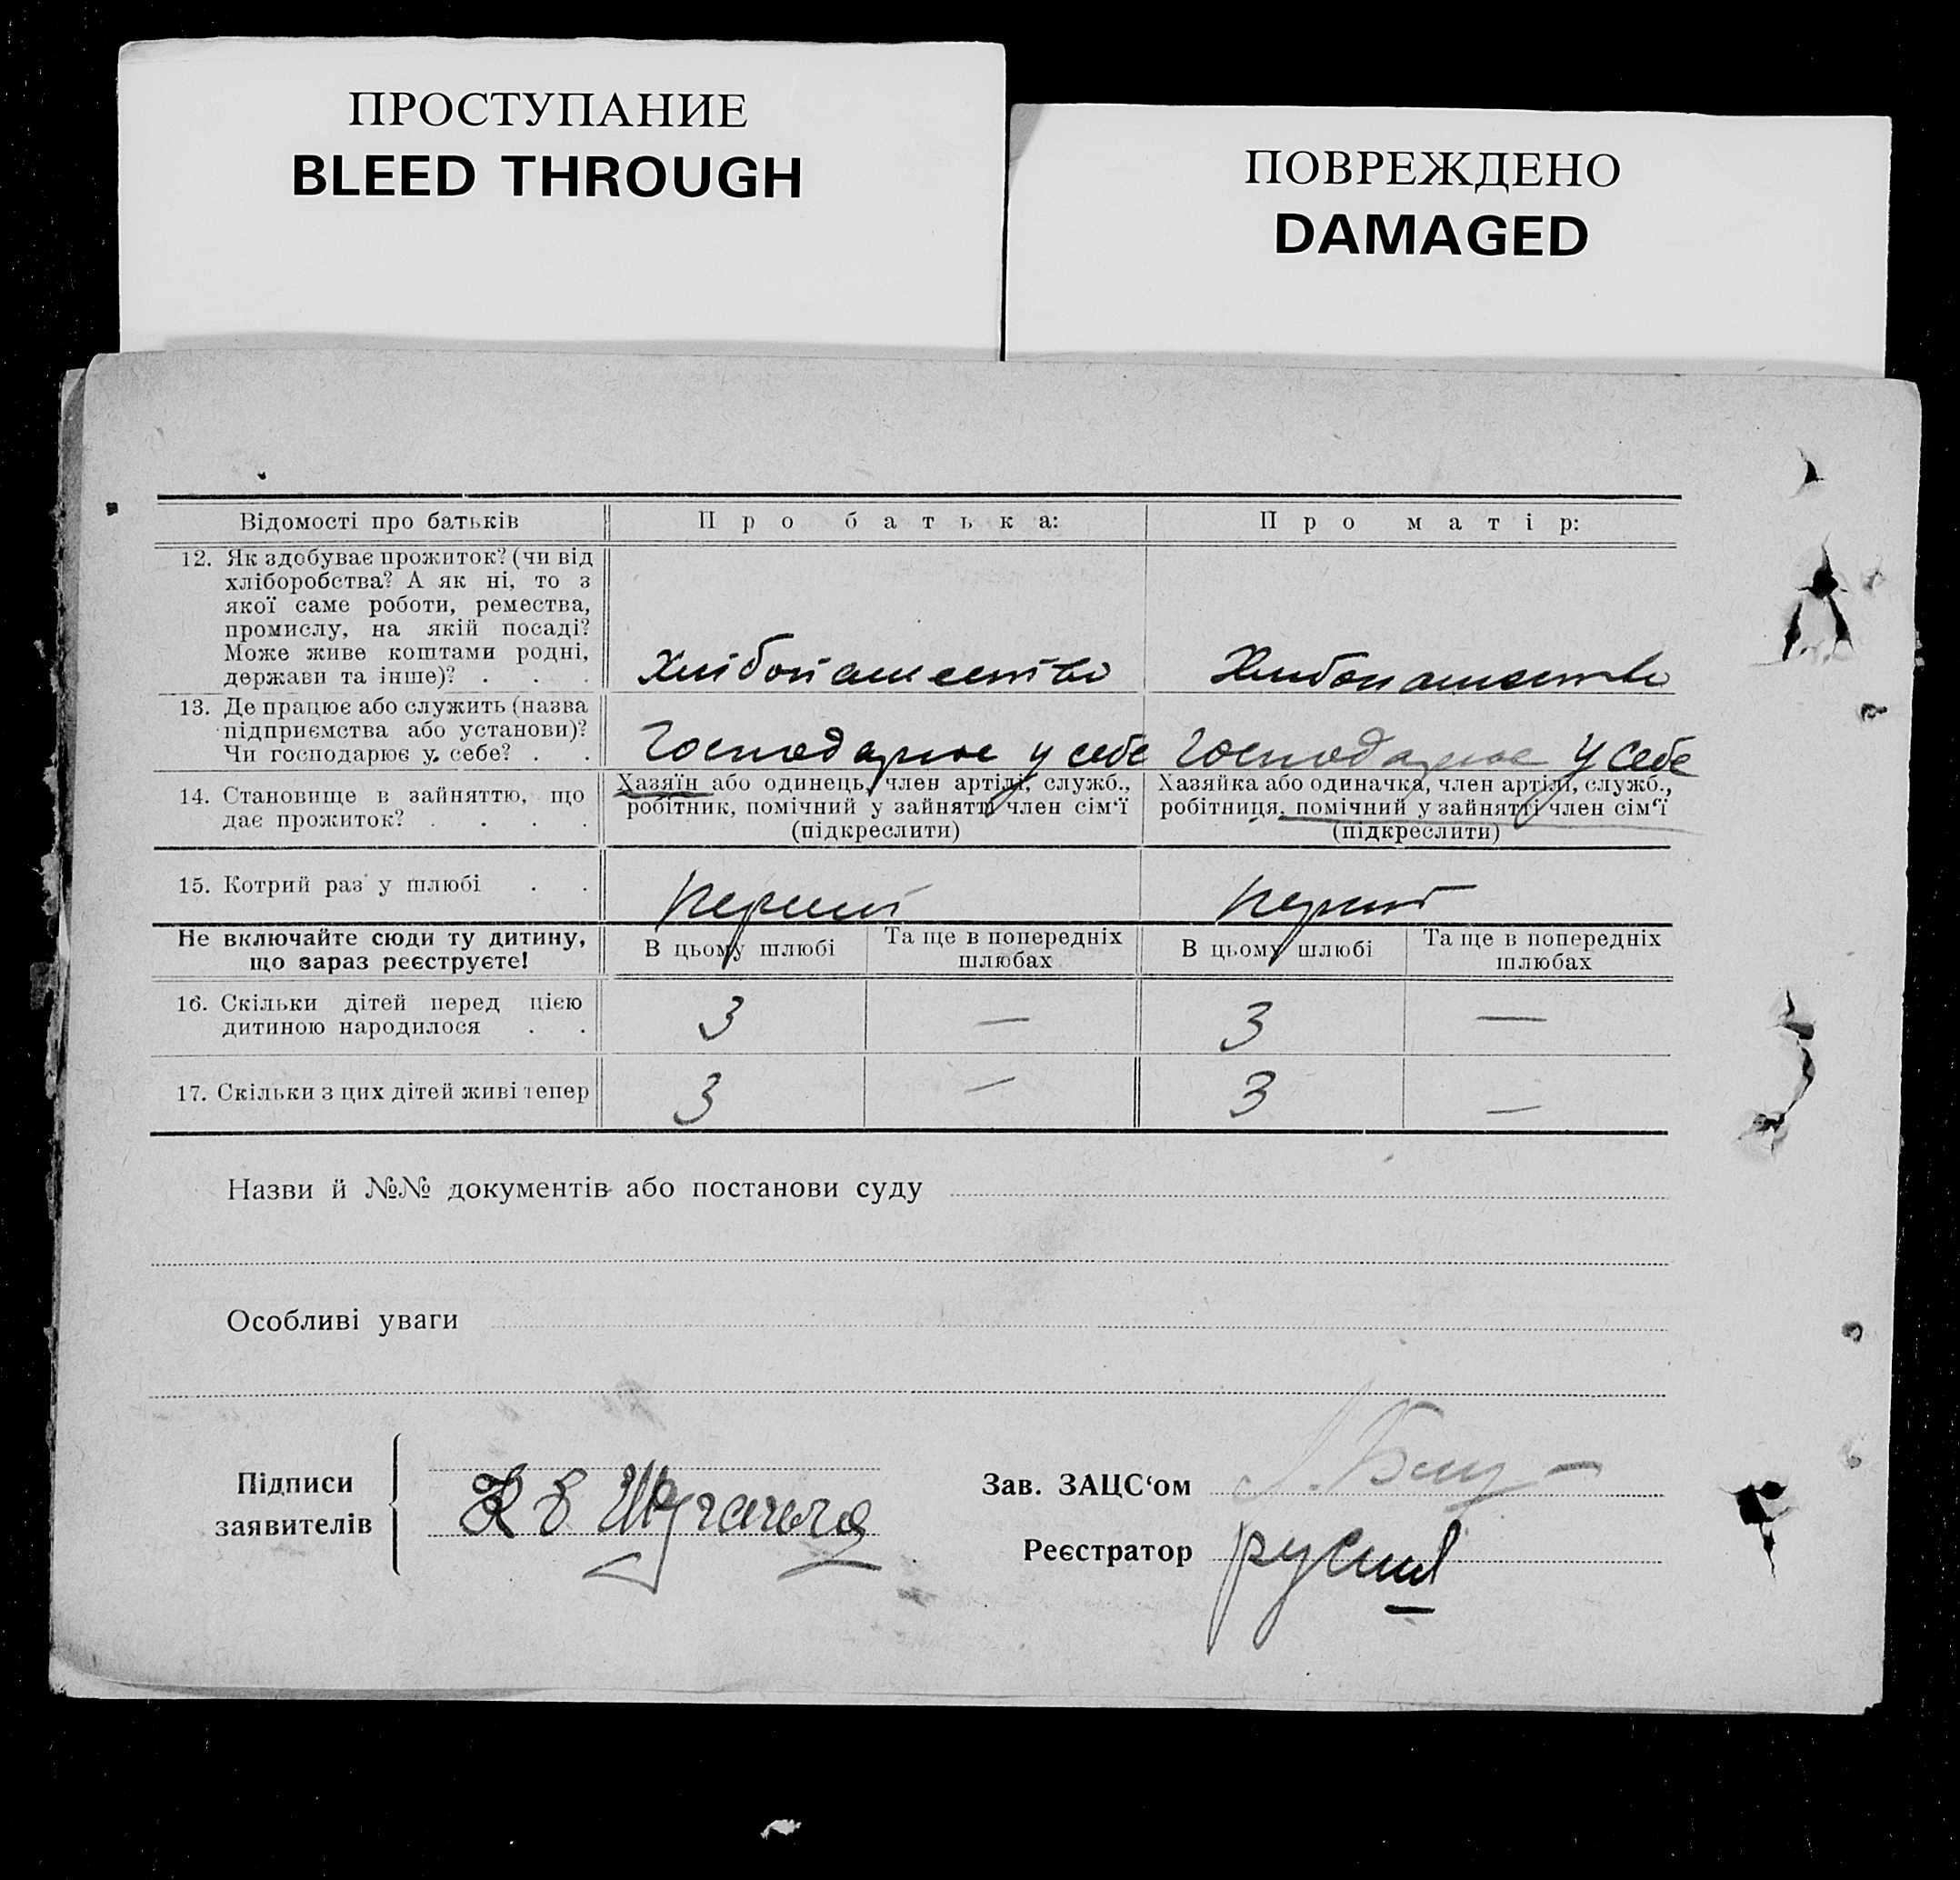 ПРОСТУПАНИЕ
BLEED THROUGH
ПОВРЕЖДЕНО
DAMAGED
Відомості про батьків
Про батька:
Про матір:
12. Як здобуває прожиток? (чи від
хліборобства? А як ні, то з
якої саме роботи, ремества,
промислу, на якій посаді?
Може живе коштами родні,
держави та інше)? . . .
Хлібопашество
Хлибопашество
13. Де працює або служить (назва
підприємства або установи)?
Чи господарює у себе? . .
Господарює у себе
Господарює у себе
14. Становище в зайняттю, що
дає прожиток? . . . .
Хазяїн або одинець, член артілі, служб.,
робітник, помічний у зайнятті член сім‘ї
(підкреслити)
Хазяйка або одиначка, член артілі, служб.,
робітниця, помічний у зайнятті член сім‘ї
(підкреслити)
15. Котрий раз у шлюбі . .
перший
перший
Не включайте сюди ту дитину,
що зараз реєструєте!
В цьому шлюбі
Та ще в попередніх
шлюбах
В цьому шлюбі
Та ще в попередніх
шлюбах
16. Скільки дітей перед цією
дитиною народилося . .
3 — 3 —
17. Скільки з цих дітей живі тепер
3 — 3 —
Назви й №№ документів або постанови суду
Особливі уваги
Підписи
заявителів
Зав. ЗАЦС‘ом
Реєстратор